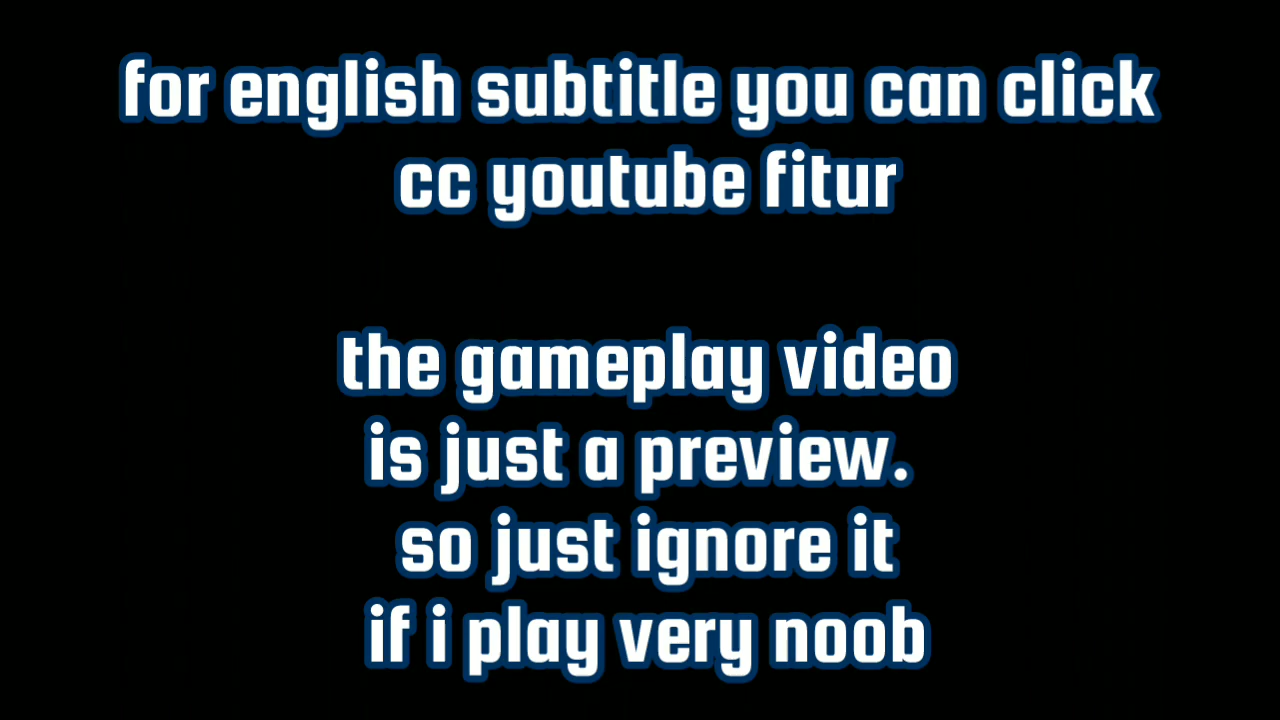 for english subtitle you can click
cc youtube fitur
the gameplay video
is just a preview.
so just ignore it
if i play very noob